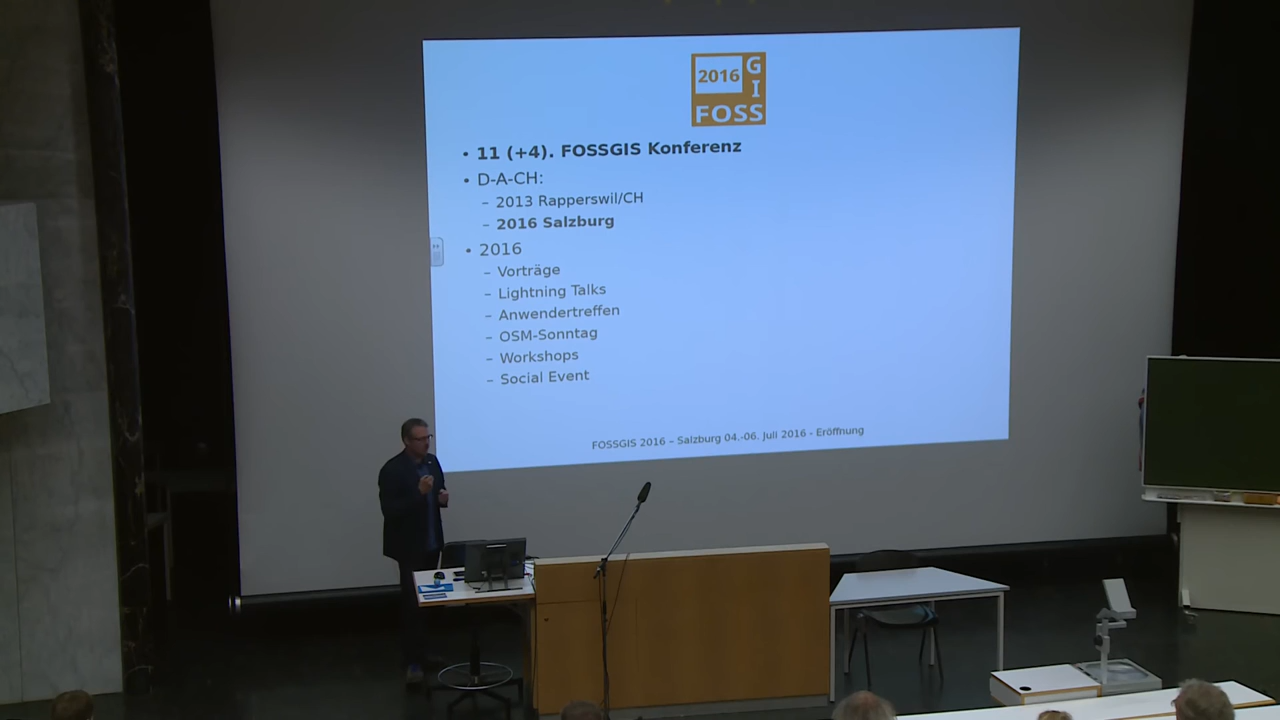 2016 G
I
FOSS
• 11 (+4). FOSSGIS Konferenz
• D-A-CH:
– 2013 Rapperswil/CH
– 2016 Salzburg
• 2016
– Vorträge
– Lightning Talks
– Anwendertreffen
– OSM-Sonntag
– Workshops
– Social Event
FOSSGIS 2016 – Salzburg 04.-06. Juli 2016 - Eröffnung